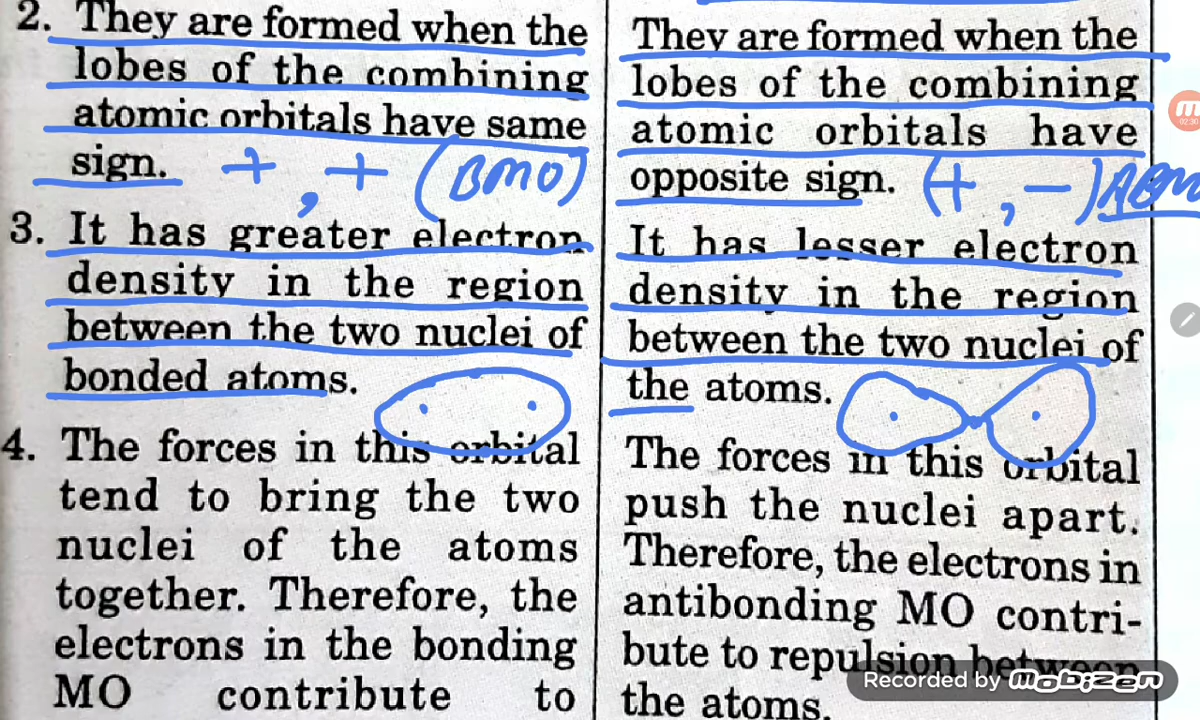 2. They are formed when the
lobes of the combining
atomic orbitals have same
sign. + , + (BMO)
3. It has greater electron
density in the region
between the two nuclei of
bonded atoms.
4. The forces in this orbital
tend to bring the two
nuclei of the atoms
together. Therefore, the
electrons in the bonding
MO contribute to
They are formed when the
lobes of the combining
atomic orbitals have
opposite sign. (+ , -) ABM
It has lesser electron
density in the region
between the two nuclei of
the atoms.
The forces in this orbital
push the nuclei apart.
Therefore, the electrons in
antibonding MO contri-
bute to repulsion between
the atoms.
02:30
Recorded by mobizen